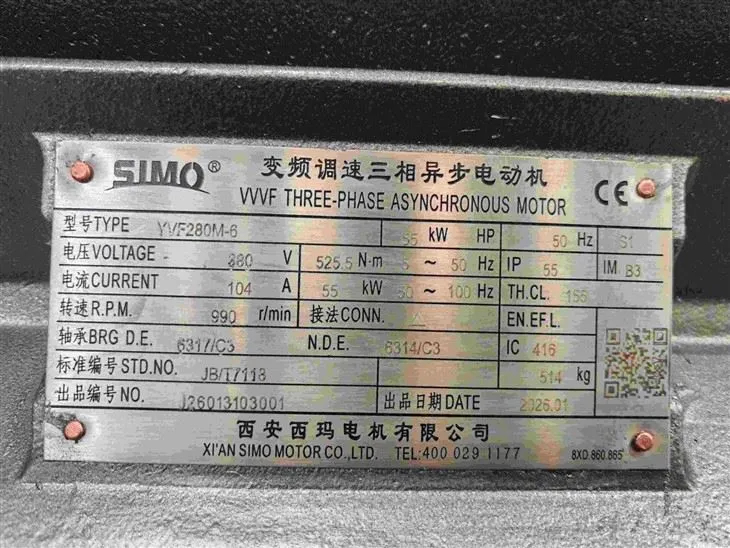 SIMO® 变频调速三相异步电动机 CE
VVVF THREE-PHASE ASYNCHRONOUS MOTOR
型号TYPE YVF280M-6 55 kW HP 50 Hz S1
电压VOLTAGE 380 V 525.5 N·m 5 ~ 50 Hz IP 55 IM B3
电流CURRENT 104 A 55 kW 50 ~ 100 Hz TH.CL. 155
转速R.P.M. 990 r/min 接法CONN. △ EN.EF.L.
轴承BRG D.E. 6317/C3 N.D.E. 6314/C3 IC 416
标准编号STD.NO. JB/T7118 514 kg
出品编号NO. J26013103001 出品日期DATE 2026.01
西安西玛电机有限公司
XI'AN SIMO MOTOR CO.,LTD. TEL:400 029 1177 8XD.860.865